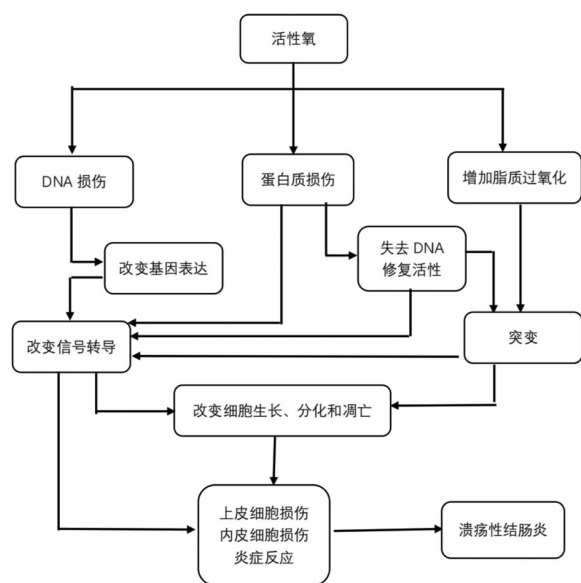 活性氧
DNA 损伤
蛋白质损伤
增加脂质过氧化
改变基因表达
失去 DNA
修复活性
改变信号转导
突变
改变细胞生长、分化和凋亡
上皮细胞损伤
内皮细胞损伤
炎症反应
溃疡性结肠炎